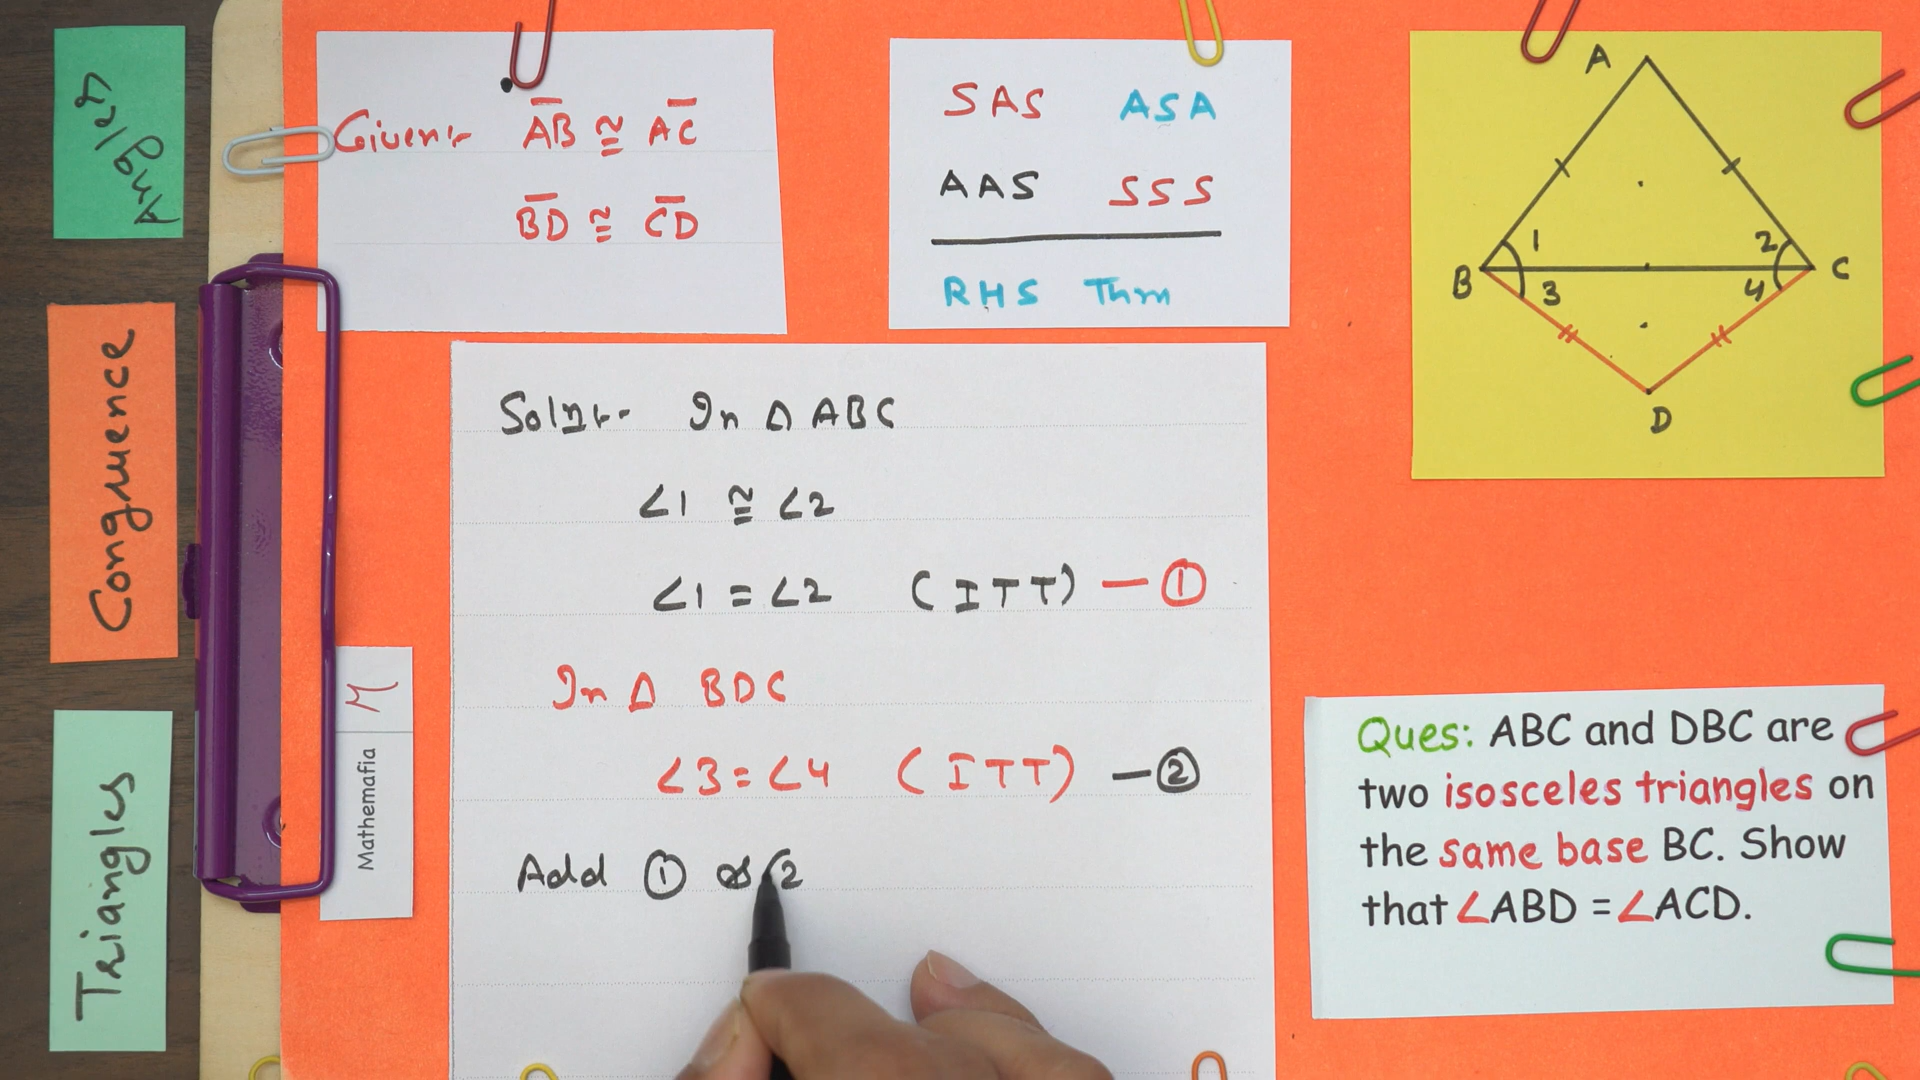 Angles
Congruence
Triangles
Given:- AB ≅ AC
BD ≅ CD
SAS ASA
AAS SSS
RHS Thm
A
B
C
D
1
2
3
4
M
Mathemafia
Soln:- In Δ ABC
∠1 ≅ ∠2
∠1 = ∠2 (ITT) — ①
In Δ BDC
∠3 = ∠4 (ITT) — ②
Add ① & 2
Ques: ABC and DBC are
two isosceles triangles on
the same base BC. Show
that ∠ABD = ∠ACD.